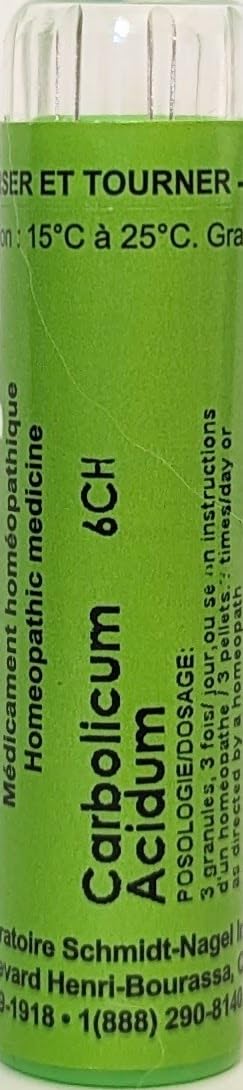 SER ET TOURNER -
on : 15°C à 25°C. Gra
Médicament homéopathique
Homeopathic medicine
Carbolicum 6CH
Acidum
POSOLOGIE/DOSAGE:
3 granules, 3 fois/ jour,ou se on instructions
d'un homéopathe / 3 pellets, times/day or
as directed by a homeopath
ratoire Schmidt-Nagel I
evard Henri-Bourassa,
9-1918 • 1(888) 290-8140